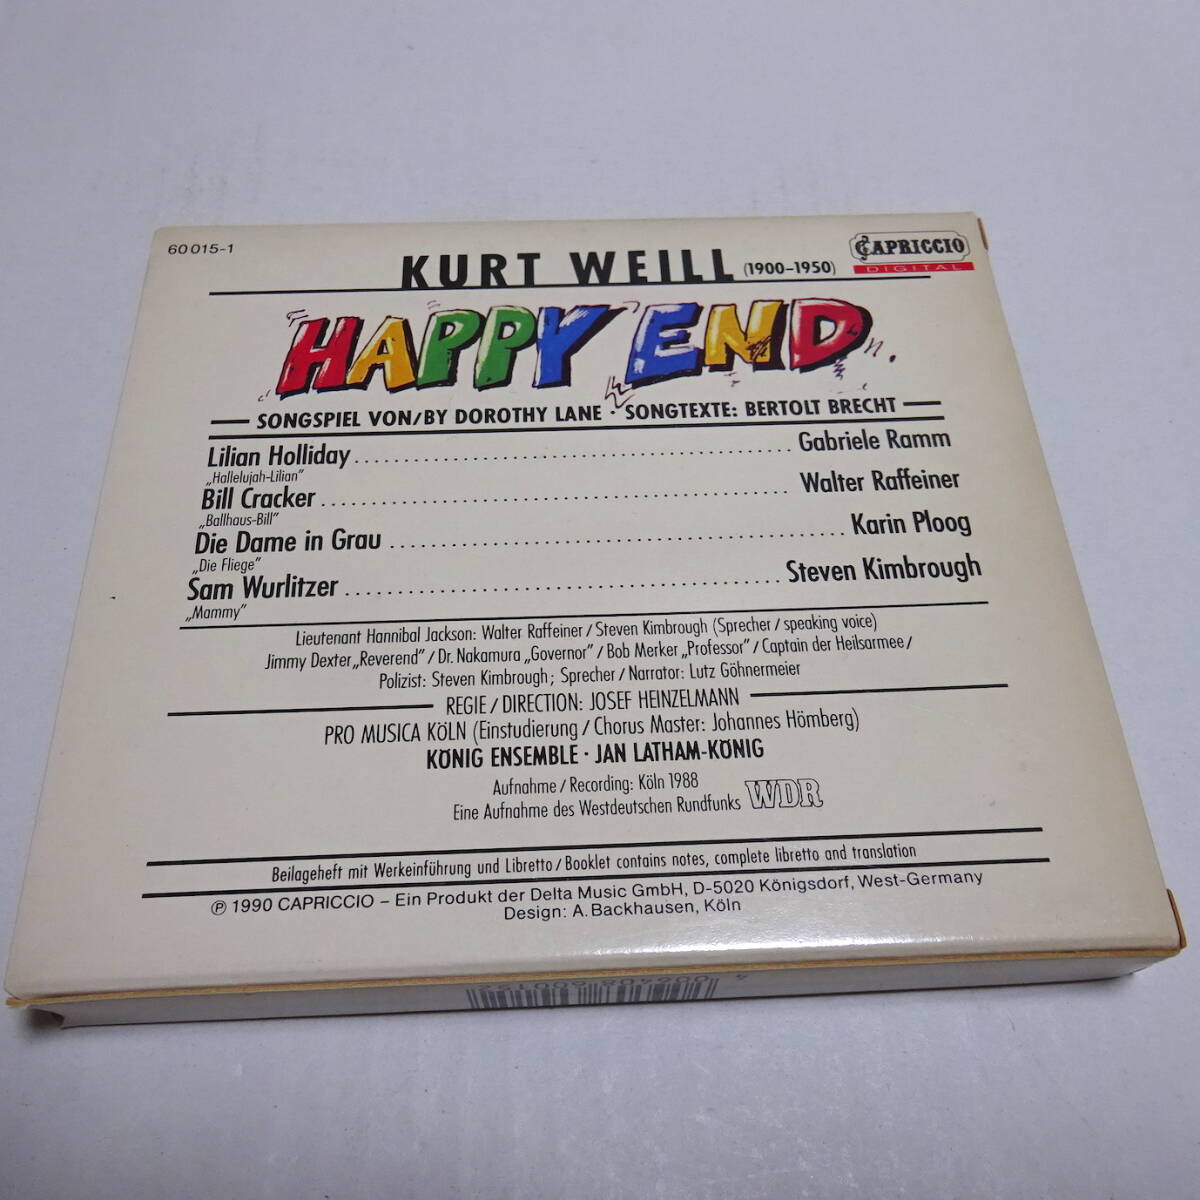 60 015-1
KURT WEILL (1900–1950)
CAPRICCIO
DIGITAL
HAPPY END
SONGSPIEL VON/BY DOROTHY LANE · SONGTEXTE: BERTOLT BRECHT
Lilian Holliday ........ Gabriele Ramm
„Hallelujah-Lilian”
Bill Cracker ........ Walter Raffeiner
„Ballhaus-Bill”
Die Dame in Grau ........ Karin Ploog
„Die Fliege”
Sam Wurlitzer ........ Steven Kimbrough
„Mammy”
Lieutenant Hannibal Jackson: Walter Raffeiner / Steven Kimbrough (Sprecher / speaking voice)
Jimmy Dexter „Reverend” / Dr. Nakamura „Governor” / Bob Merker „Professor” / Captain der Heilsarmee /
Polizist: Steven Kimbrough; Sprecher / Narrator: Lutz Göhnermeier
REGIE / DIRECTION: JOSEF HEINZELMANN
PRO MUSICA KÖLN (Einstudierung / Chorus Master: Johannes Hömberg)
KÖNIG ENSEMBLE · JAN LATHAM-KÖNIG
Aufnahme / Recording: Köln 1988
Eine Aufnahme des Westdeutschen Rundfunks WDR
Beilageheft mit Werkeinführung und Libretto / Booklet contains notes, complete libretto and translation
℗ 1990 CAPRICCIO – Ein Produkt der Delta Music GmbH, D-5020 Königsdorf, West-Germany
Design: A. Backhausen, Köln